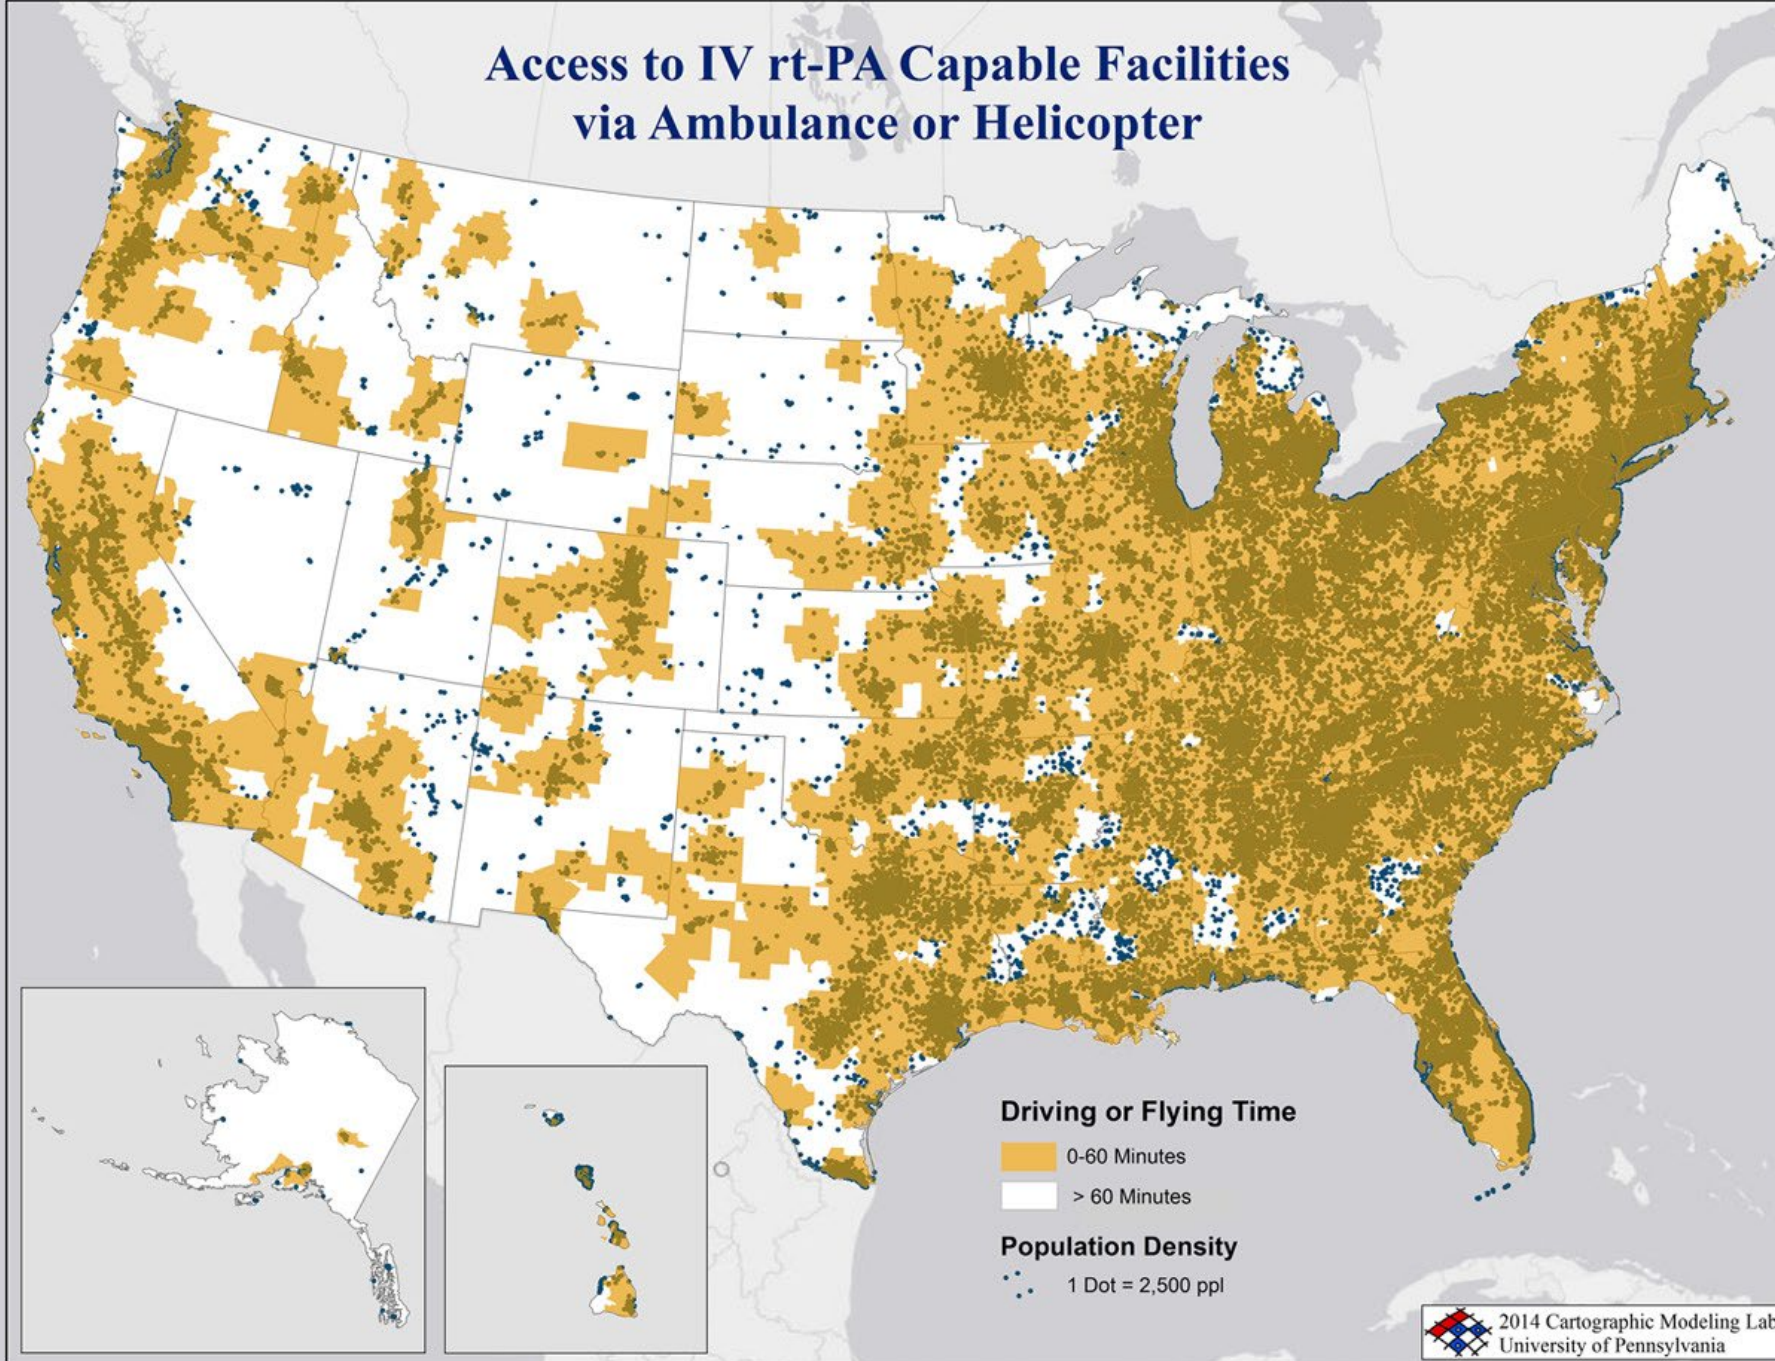 Access to IV rt-PA Capable Facilities
via Ambulance or Helicopter
Driving or Flying Time
0-60 Minutes
> 60 Minutes
Population Density
1 Dot = 2,500 ppl
2014 Cartographic Modeling Lab
University of Pennsylvania